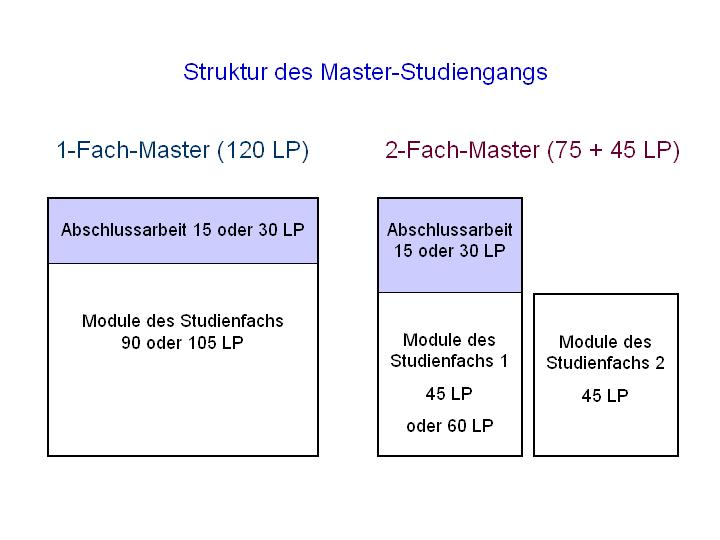 Struktur des Master-Studiengangs
1-Fach-Master (120 LP)
2-Fach-Master (75 + 45 LP)
Abschlussarbeit 15 oder 30 LP
Module des Studienfachs
90 oder 105 LP
Abschlussarbeit
15 oder 30 LP
Module des
Studienfachs 1
45 LP
oder 60 LP
Module des
Studienfachs 2
45 LP